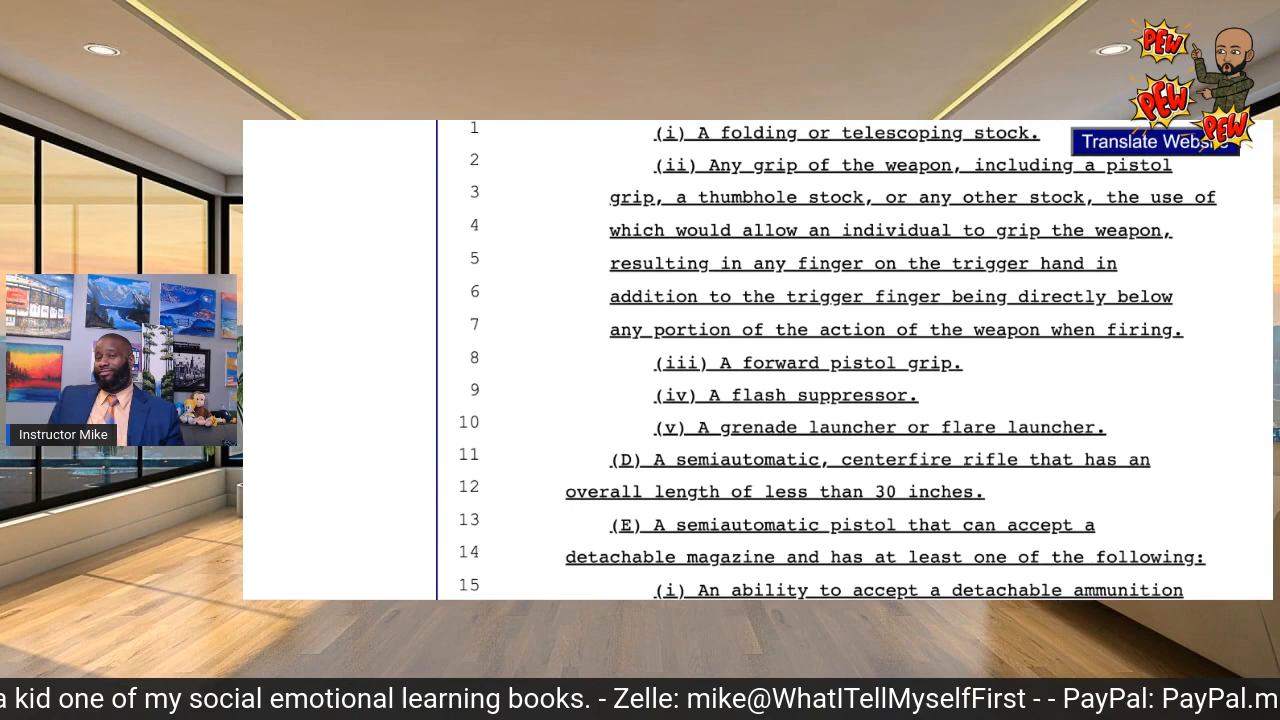 PEW
PEW
PEW
Translate Website
1 (i) A folding or telescoping stock.
2 (ii) Any grip of the weapon, including a pistol
3 grip, a thumbhole stock, or any other stock, the use of
4 which would allow an individual to grip the weapon,
5 resulting in any finger on the trigger hand in
6 addition to the trigger finger being directly below
7 any portion of the action of the weapon when firing.
8 (iii) A forward pistol grip.
9 (iv) A flash suppressor.
10 (v) A grenade launcher or flare launcher.
11 (D) A semiautomatic, centerfire rifle that has an
12 overall length of less than 30 inches.
13 (E) A semiautomatic pistol that can accept a
14 detachable magazine and has at least one of the following:
15 (i) An ability to accept a detachable ammunition
Instructor Mike
a kid one of my social emotional learning books. - Zelle: mike@WhatITellMyselfFirst - - PayPal: PayPal.m